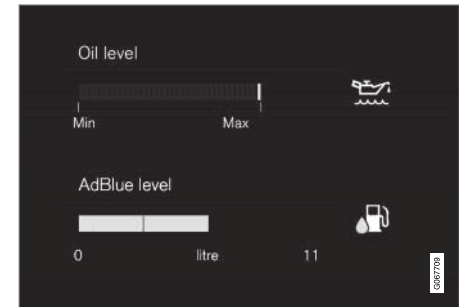 Oil level
Min Max
AdBlue level
0 litre 11
G067709